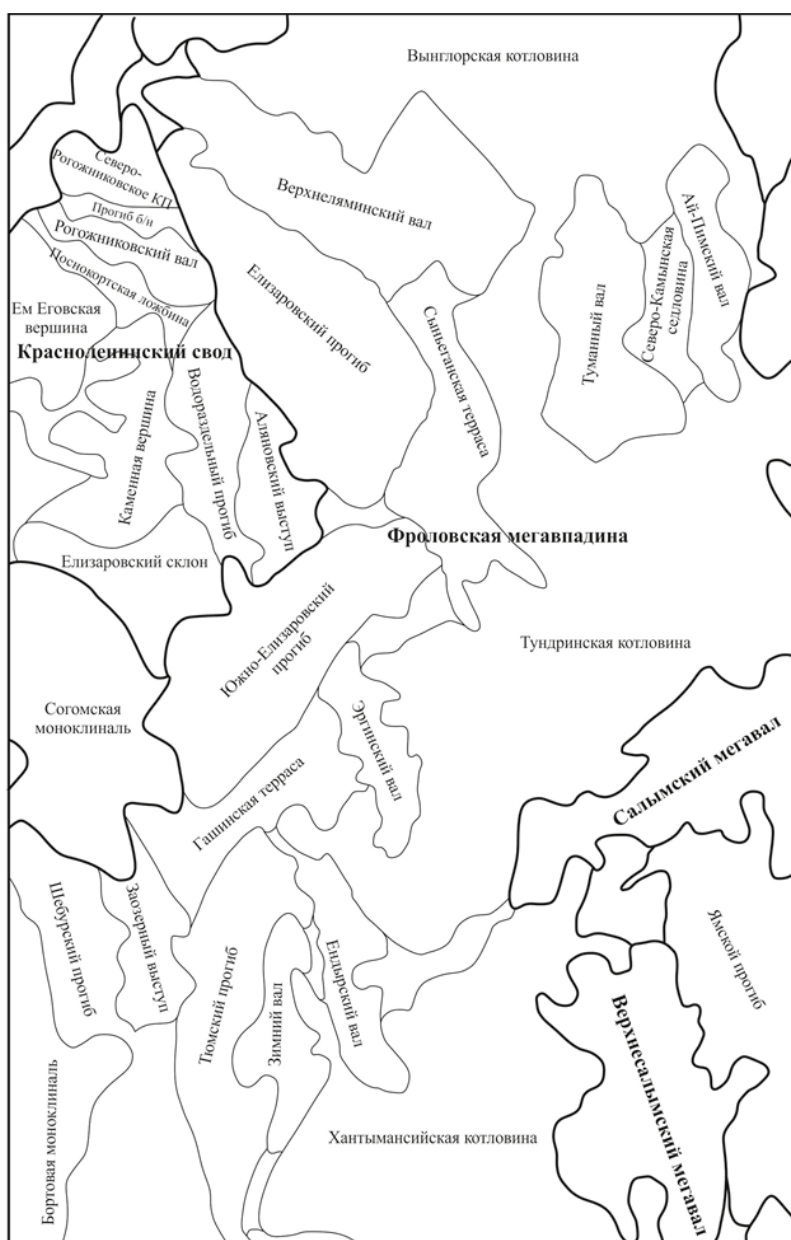 Вынглорская котловина
Северо-
Рогожниковское КП
Прогиб б/н
Рогожниковский вал
Поснокортская ложбина
Ем Еговская
вершина
Красноленинский свод
Верхнеляминский вал
Елизаровский прогиб
Сыньеганская терраса
Туманный вал
Северо-Камынская
седловина
Ай-Пимский вал
Каменная вершина
Водораздельный прогиб
Аляновский выступ
Елизаровский склон
Фроловская мегавпадина
Южно-Елизаровский
прогиб
Тундринская котловина
Согомская
моноклиналь
Эргинский вал
Гашинская терраса
Салымский мегавал
Шебурский прогиб
Заозерный выступ
Тюмский прогиб
Зимний вал
Ендырский вал
Ямской прогиб
Верхнесалымский мегавал
Бортовая моноклиналь
Хантымансийская котловина